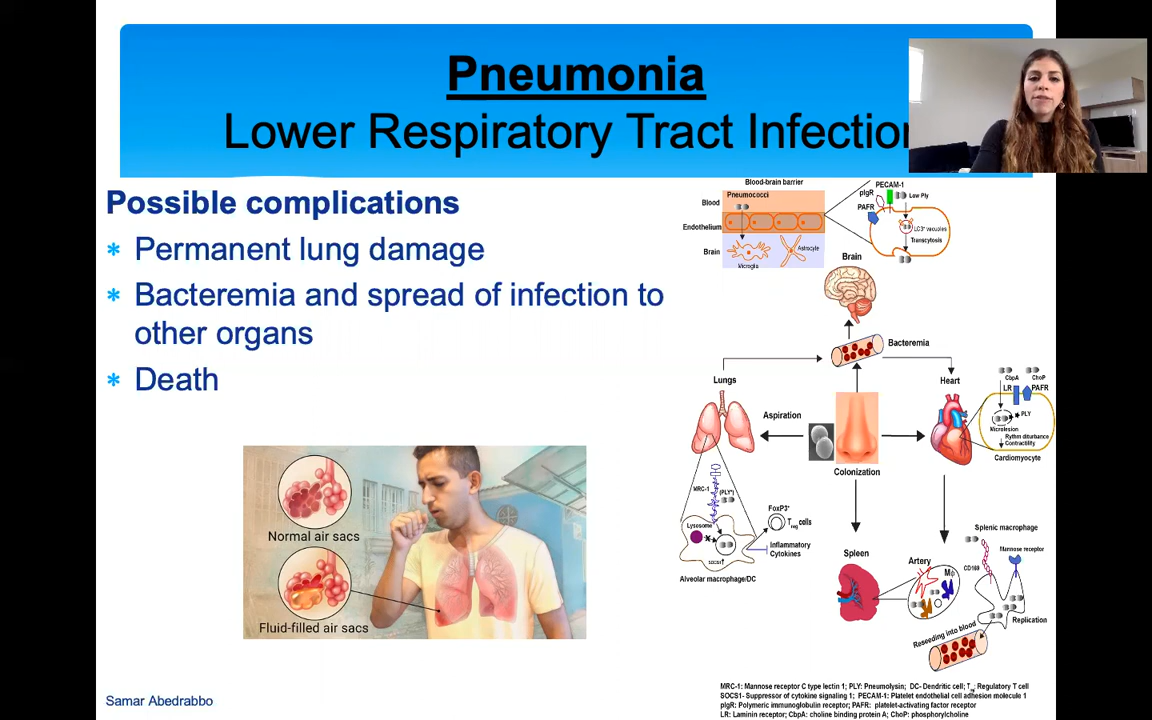 Pneumonia
Lower Respiratory Tract Infection
Possible complications
* Permanent lung damage
* Bacteremia and spread of infection to
other organs
* Death
Normal air sacs
Fluid-filled air sacs
Samar Abedrabbo
Blood-brain barrier
Pneumococci
Blood
Endothelium
Brain
Microglia
Astrocyte
PECAM-1
pIgR
Low Ply
PAFR
LC3⁺ vacuoles
Transcytosis
Brain
Bacteremia
Lungs
Heart
Aspiration
Colonization
CbpA
ChoP
LR
PAFR
PLY
Microlesion
Rythm diturbance
Contractility
Cardiomyocyte
MRC-1
(PLY⁺)
Lysosome
SOCS1
FoxP3⁺
Treg cells
Inflammatory
Cytokines
Alveolar macrophage/DC
Spleen
Artery
MΦ
Splenic macrophage
Mannose receptor
CD169
Replication
Reseeding into blood
MRC-1: Mannose receptor C type lectin 1; PLY: Pneumolysin; DC- Dendritic cell; Treg: Regulatory T cell
SOCS1- Suppressor of cytokine signaling 1; PECAM-1: Platelet endothelial cell adhesion molecule 1
pIgR: Polymeric immunoglobulin receptor; PAFR: platelet-activating factor receptor
LR: Laminin receptor; CbpA: choline binding protein A; ChoP: phosphorylcholine